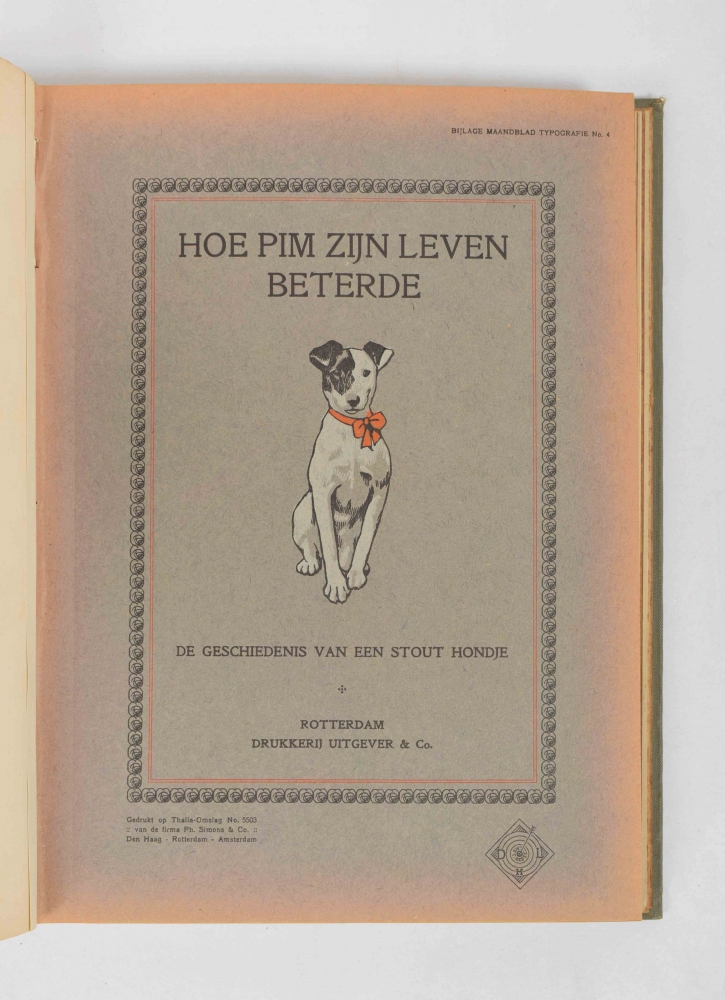 BIJLAGE MAANDBLAD TYPOGRAFIE No. 4
HOE PIM ZIJN LEVEN
BETERDE
DE GESCHIEDENIS VAN EEN STOUT HONDJE
ROTTERDAM
DRUKKERIJ UITGEVER & Co.
Gedrukt op Thalia-Omslag No. 5503
:: van de firma Ph. Simons & Co. ::
Den Haag - Rotterdam - Amsterdam
D L
H